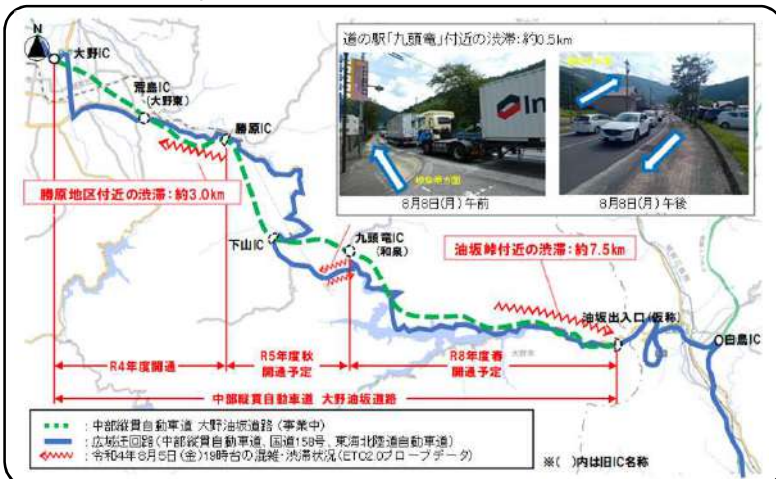 N
大野IC
荒島IC
(大野東)
勝原IC
勝原地区付近の渋滞:約3.0km
下山IC
九頭竜IC
(和泉)
油坂峠付近の渋滞:約7.5km
油坂出入口(仮称)
白鳥IC
道の駅「九頭竜」付近の渋滞:約0.5km
8月8日(月)午前
8月8日(月)午後
R4年度開通
R5年度秋
開通予定
R8年度春
開通予定
中部縦貫自動車道 大野油坂道路
:中部縦貫自動車道 大野油坂道路(事業中)
:広域迂回路(中部縦貫自動車道、国道158号、東海北陸道自動車道)
:令和4年8月5日(金)19時台の混雑・渋滞状況(ETC2.0プローブデータ)
※( )内は旧IC名称